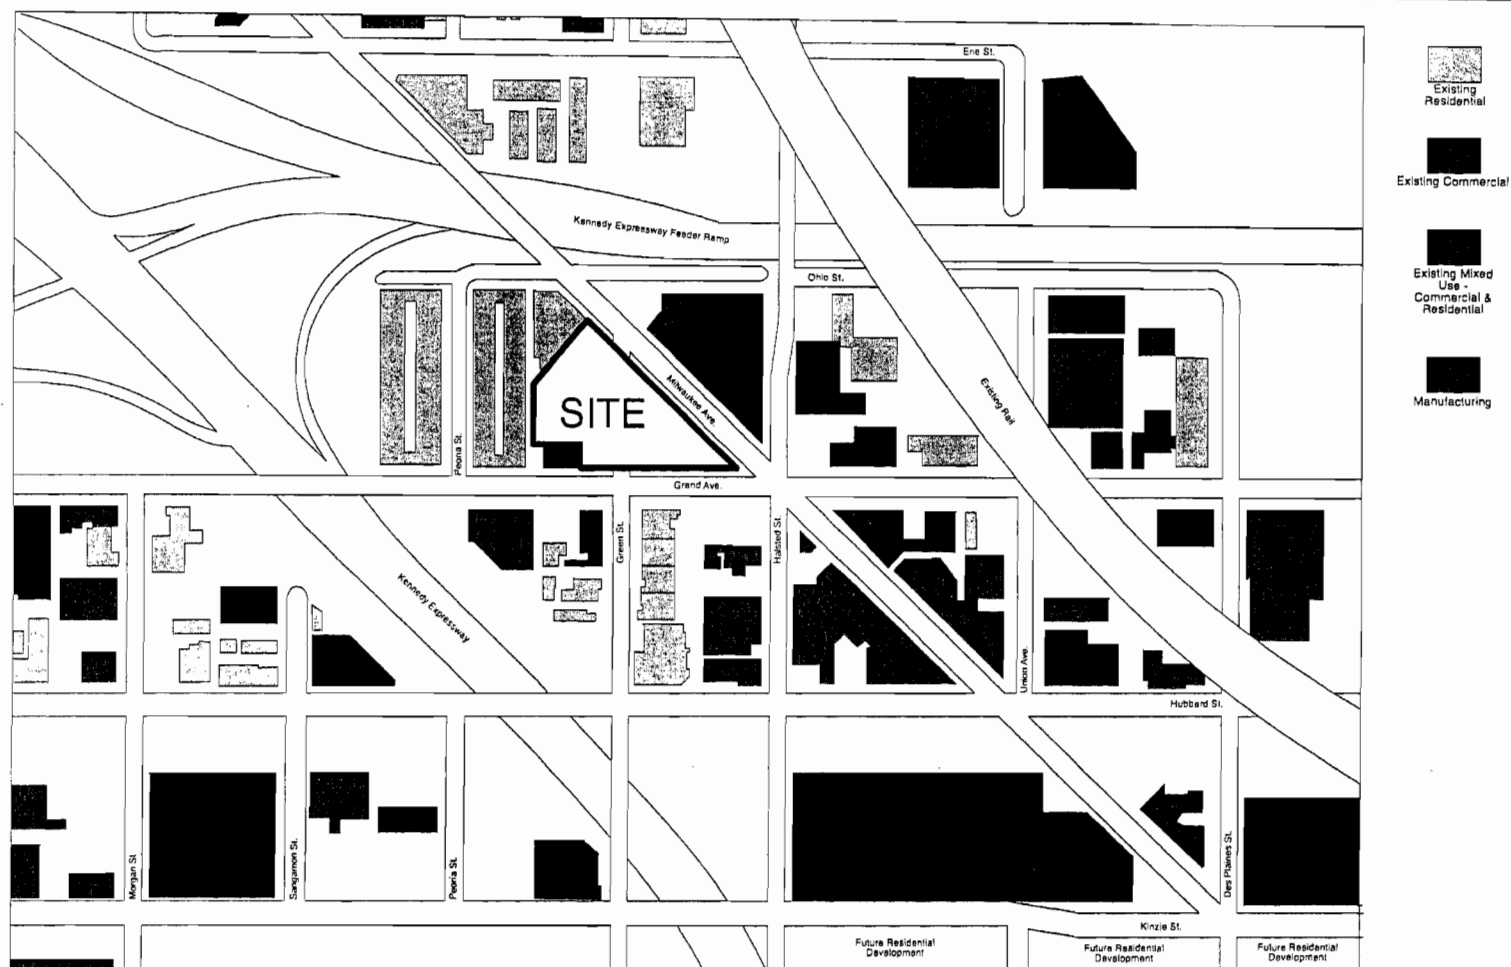 Erie St.
Existing
Residential
Existing Commercial
Kennedy Expressway Feeder Ramp
Ohio St.
Existing Mixed
Use -
Commercial &
Residential
Milwaukee Ave.
Existing Rail
Manufacturing
SITE
Peoria St.
Grand Ave.
Green St.
Halsted St.
Kennedy Expressway
Union Ave.
Hubbard St.
Morgan St.
Sangamon St.
Peoria St.
Des Plaines St.
Kinzie St.
Future Residential
Development
Future Residential
Development
Future Residential
Development